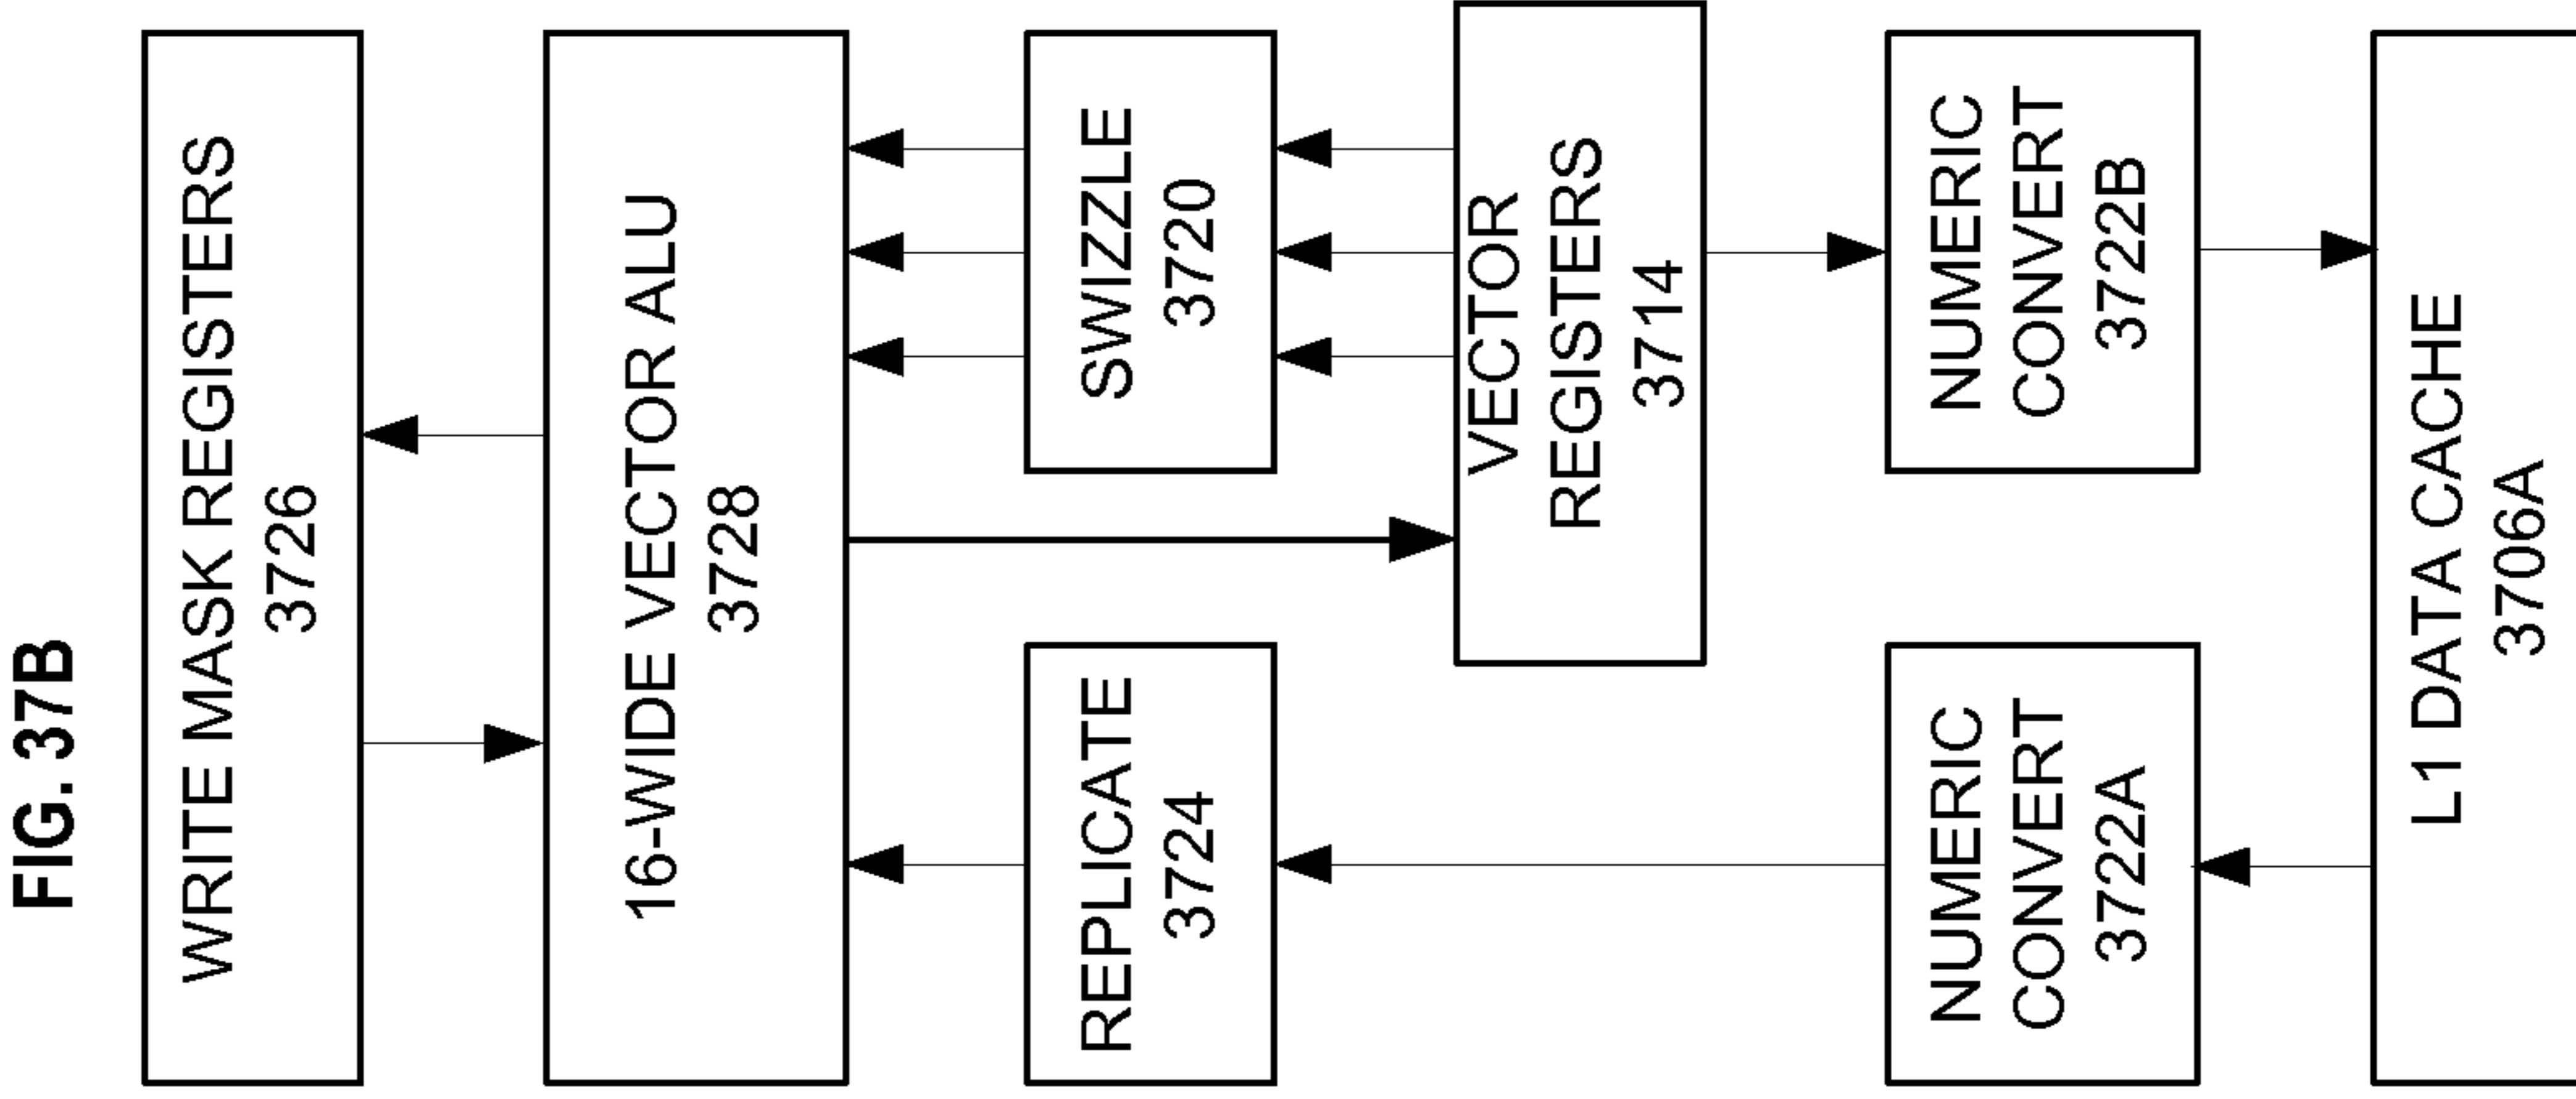 FIG. 37B
WRITE MASK REGISTERS
3726
16-WIDE VECTOR ALU
3728
REPLICATE
3724
SWIZZLE
3720
VECTOR
REGISTERS
3714
NUMERIC
CONVERT
3722A
NUMERIC
CONVERT
3722B
L1 DATA CACHE
3706A